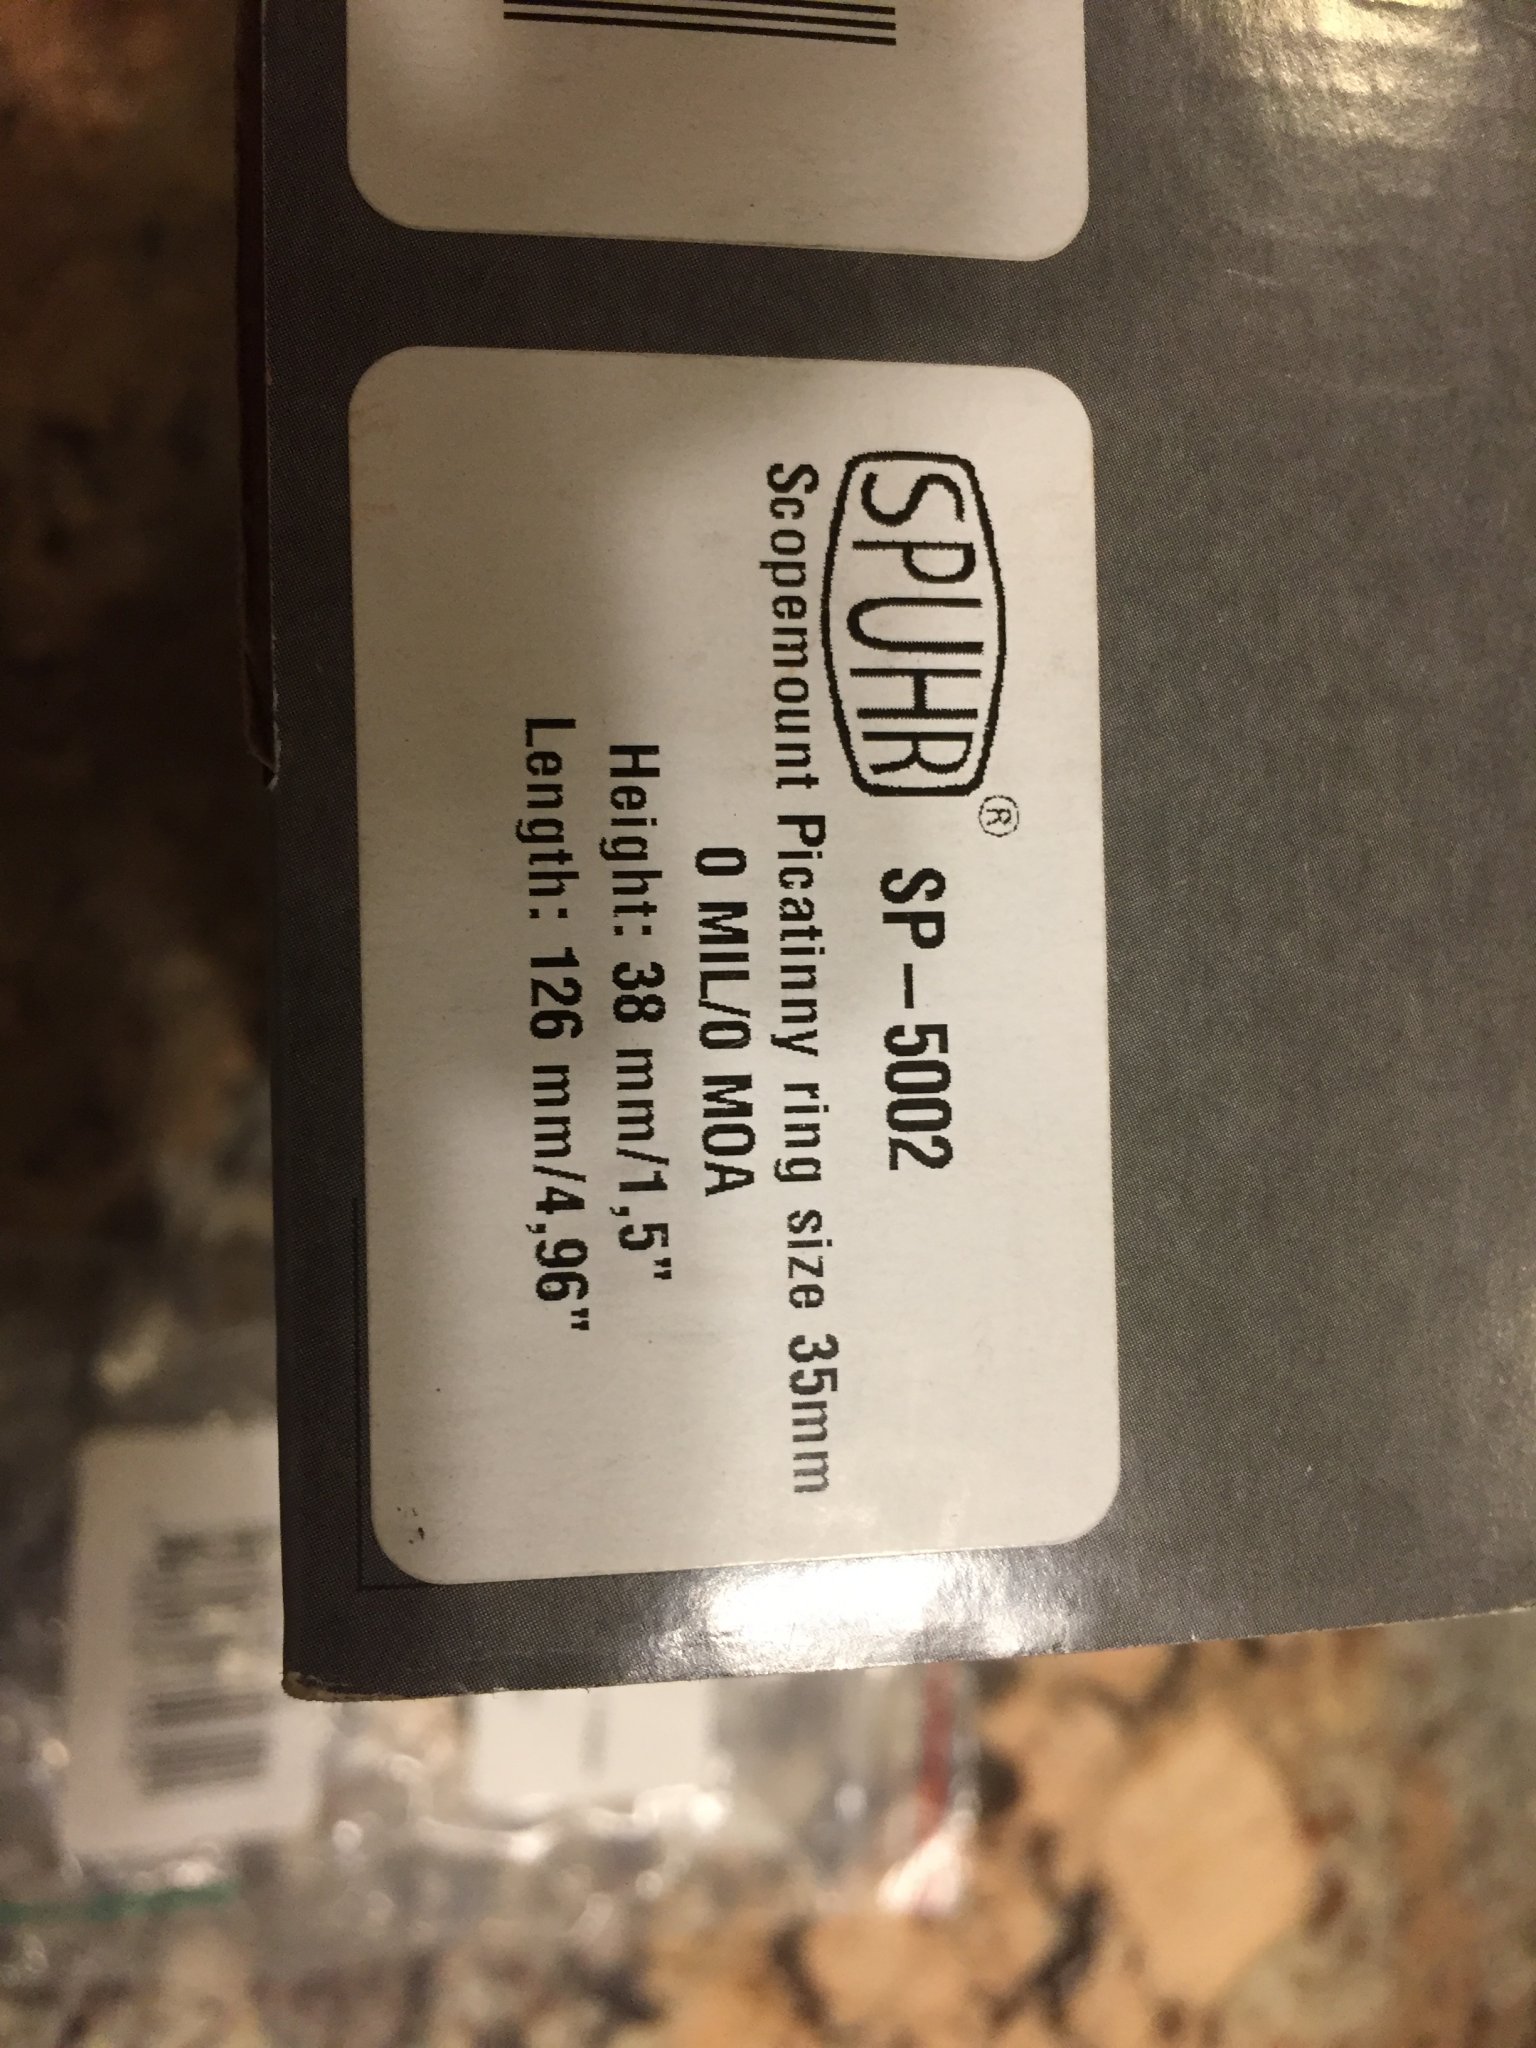 SPUHR® SP-5002
Scopemount Picatinny ring size 35mm
0 MIL/0 MOA
Height: 38 mm/1,5"
Length: 126 mm/4,96"